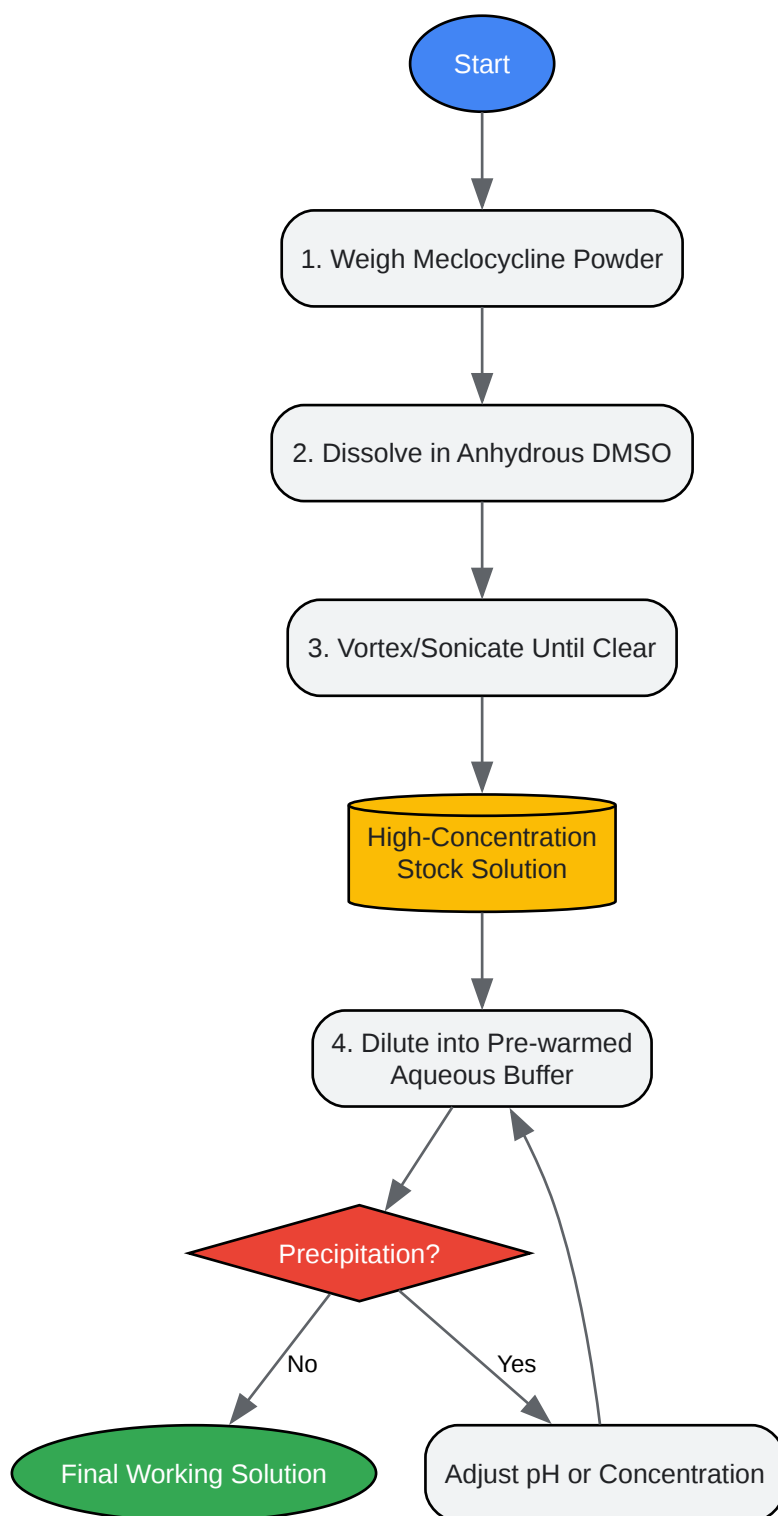 Start
1. Weigh Meclocycline Powder
2. Dissolve in Anhydrous DMSO
3. Vortex/Sonicate Until Clear
High-Concentration
Stock Solution
4. Dilute into Pre-warmed
Aqueous Buffer
Precipitation?
No
Yes
Final Working Solution
Adjust pH or Concentration